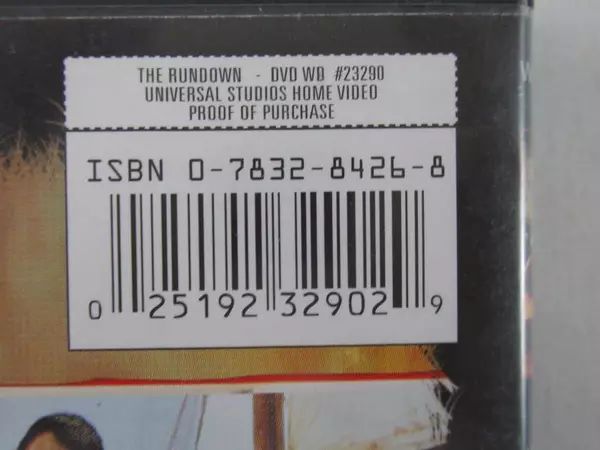 THE RUNDOWN - DVD WB #23290
UNIVERSAL STUDIOS HOME VIDEO
PROOF OF PURCHASE
ISBN 0-7832-8426-8
0 25192 32902 9